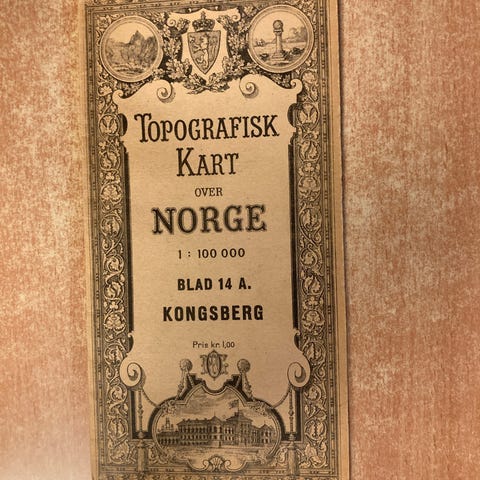 TOPOGRAFISK
KART
OVER
NORGE
1 : 100 000
BLAD 14 A.
KONGSBERG
Pris kr. 1,00